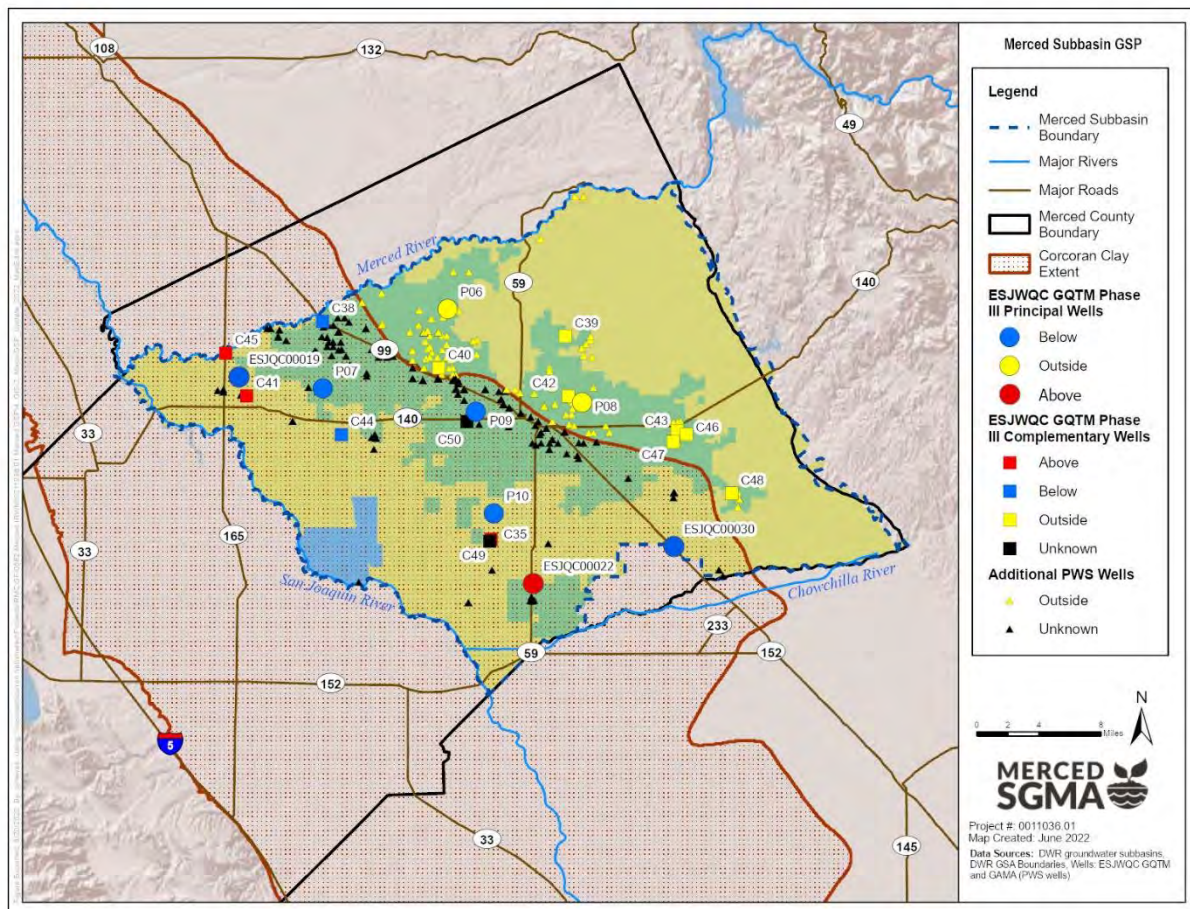 108
132
49
Merced River
P06
59
140
C38
C39
C45
99
ESJQC00019
C40
P07
C42
C41
P08
33
140
P09
C43
C46
C44
C50
C47
C48
P10
165
ESJQC00030
C35
C49
33
ESJQC00022
San Joaquin River
Chowchilla River
233
59
152
152
5
33
145
Merced Subbasin GSP
Legend
Merced Subbasin
Boundary
Major Rivers
Major Roads
Merced County
Boundary
Corcoran Clay
Extent
ESJWQC GQTM Phase
III Principal Wells
Below
Outside
Above
ESJWQC GQTM Phase
III Complementary Wells
Above
Below
Outside
Unknown
Additional PWS Wells
Outside
Unknown
N
0 2 4 8
Miles
MERCED
SGMA
Project #: 0011036.01
Map Created: June 2022
Data Sources: DWR groundwater subbasins,
DWR GSA Boundaries, Wells: ESJWQC GQTM
and GAMA (PWS wells)